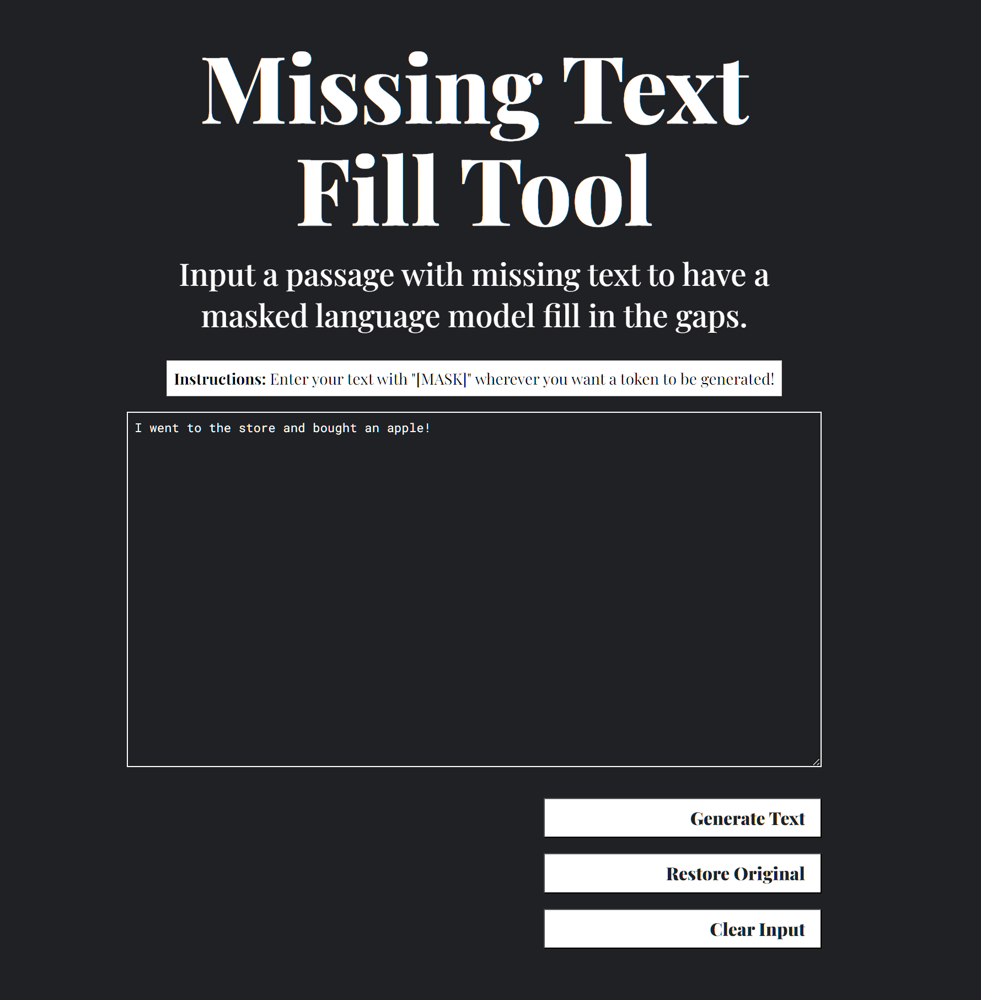 Missing Text
Fill Tool
Input a passage with missing text to have a
masked language model fill in the gaps.
Instructions: Enter your text with "[MASK]" wherever you want a token to be generated!
I went to the store and bought an apple!
Generate Text
Restore Original
Clear Input